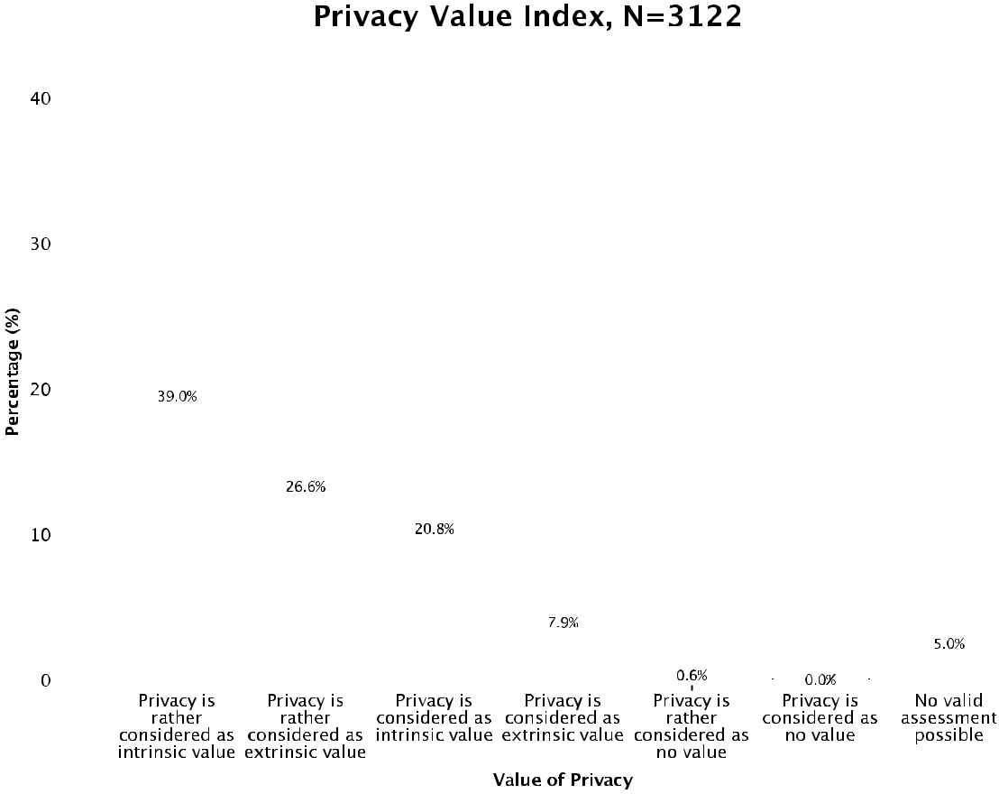 Privacy Value Index, N=3122
40
30
20
10
0
Percentage (%)
39.0%
26.6%
20.8%
7.9%
0.6%
0.0%
5.0%
Privacy is
rather
considered as
intrinsic value
Privacy is
rather
considered as
extrinsic value
Privacy is
considered as
intrinsic value
Privacy is
considered as
extrinsic value
Privacy is
rather
considered as
no value
Privacy is
considered as
no value
No valid
assessment
possible
Value of Privacy